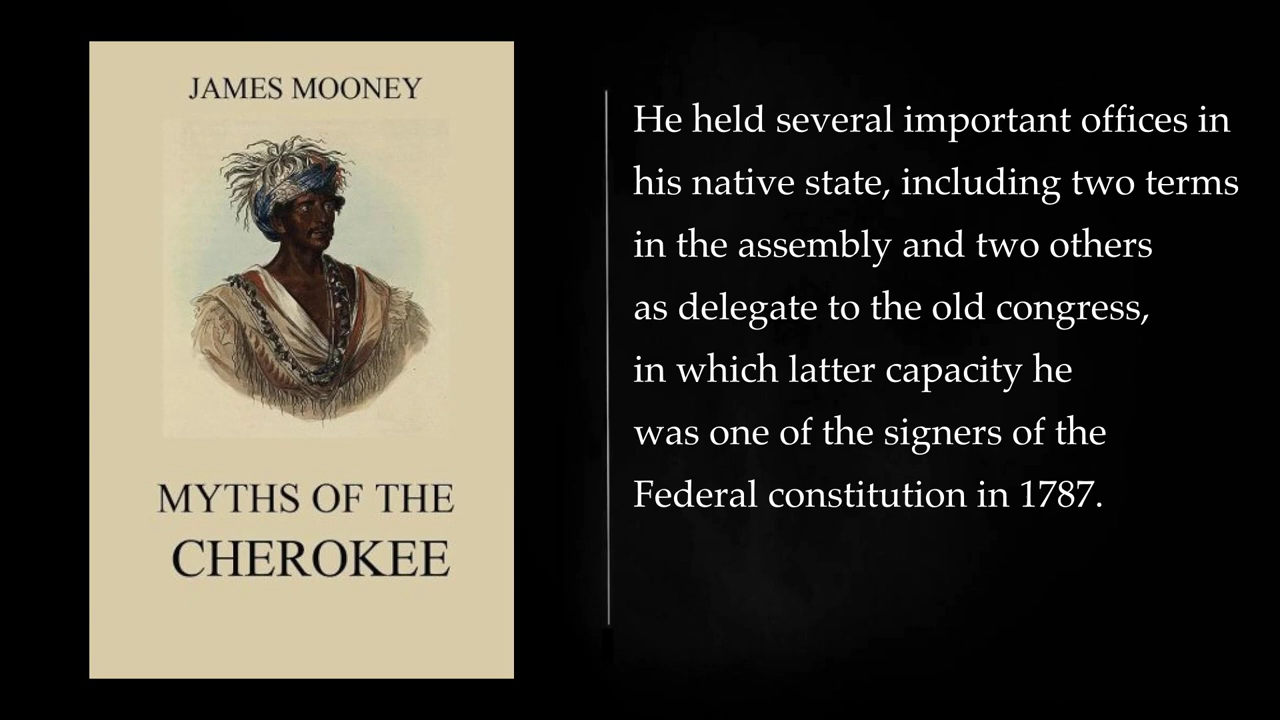 JAMES MOONEY
MYTHS OF THE
CHEROKEE
He held several important offices in
his native state, including two terms
in the assembly and two others
as delegate to the old congress,
in which latter capacity he
was one of the signers of the
Federal constitution in 1787.